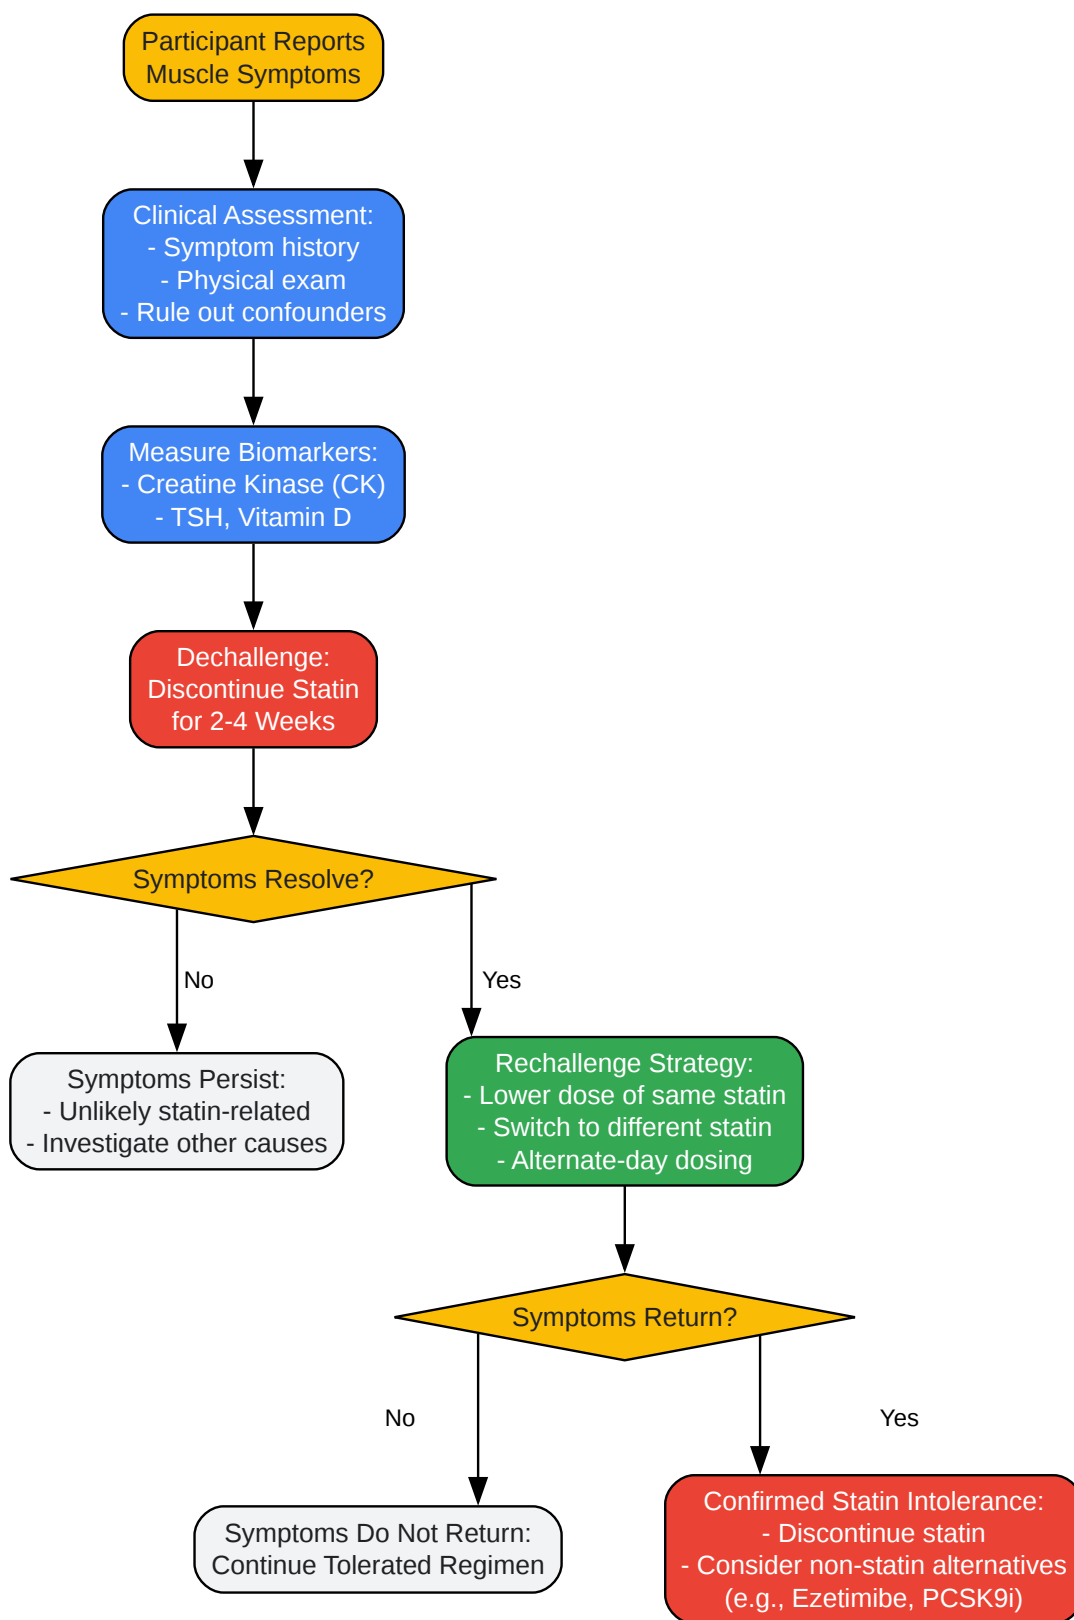 Participant Reports
Muscle Symptoms
Clinical Assessment:
- Symptom history
- Physical exam
- Rule out confounders
Measure Biomarkers:
- Creatine Kinase (CK)
- TSH, Vitamin D
Dechallenge:
Discontinue Statin
for 2-4 Weeks
Symptoms Resolve?
No
Yes
Symptoms Persist:
- Unlikely statin-related
- Investigate other causes
Rechallenge Strategy:
- Lower dose of same statin
- Switch to different statin
- Alternate-day dosing
Symptoms Return?
No
Yes
Symptoms Do Not Return:
Continue Tolerated Regimen
Confirmed Statin Intolerance:
- Discontinue statin
- Consider non-statin alternatives
(e.g., Ezetimibe, PCSK9i)